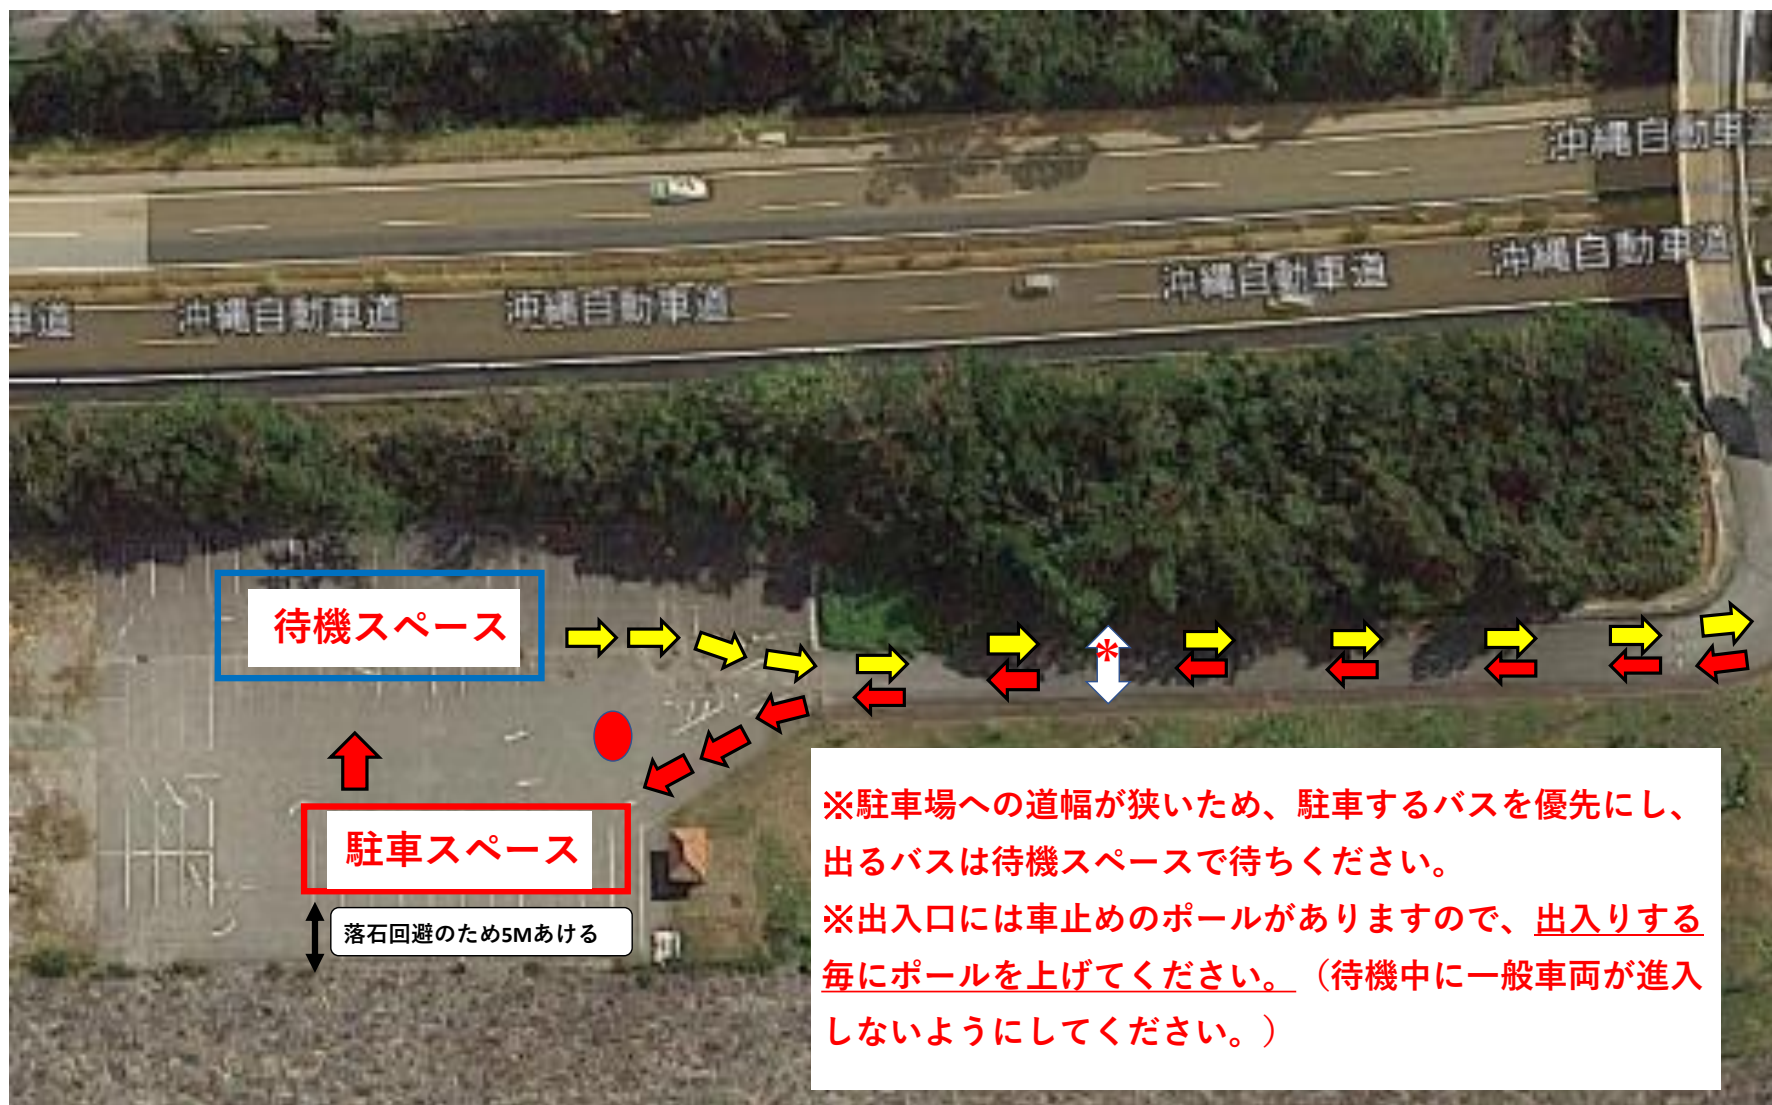 沖縄自動車道
沖縄自動車道
車道
沖縄自動車道
沖縄自動車道
沖縄自動車道
待機スペース
*
駐車スペース
落石回避のため5Mあける
※駐車場への道幅が狭いため、駐車するバスを優先にし、
出るバスは待機スペースで待ちください。
※出入口には車止めのポールがありますので、出入りする
毎にポールを上げてください。（待機中に一般車両が進入
しないようにしてください。）